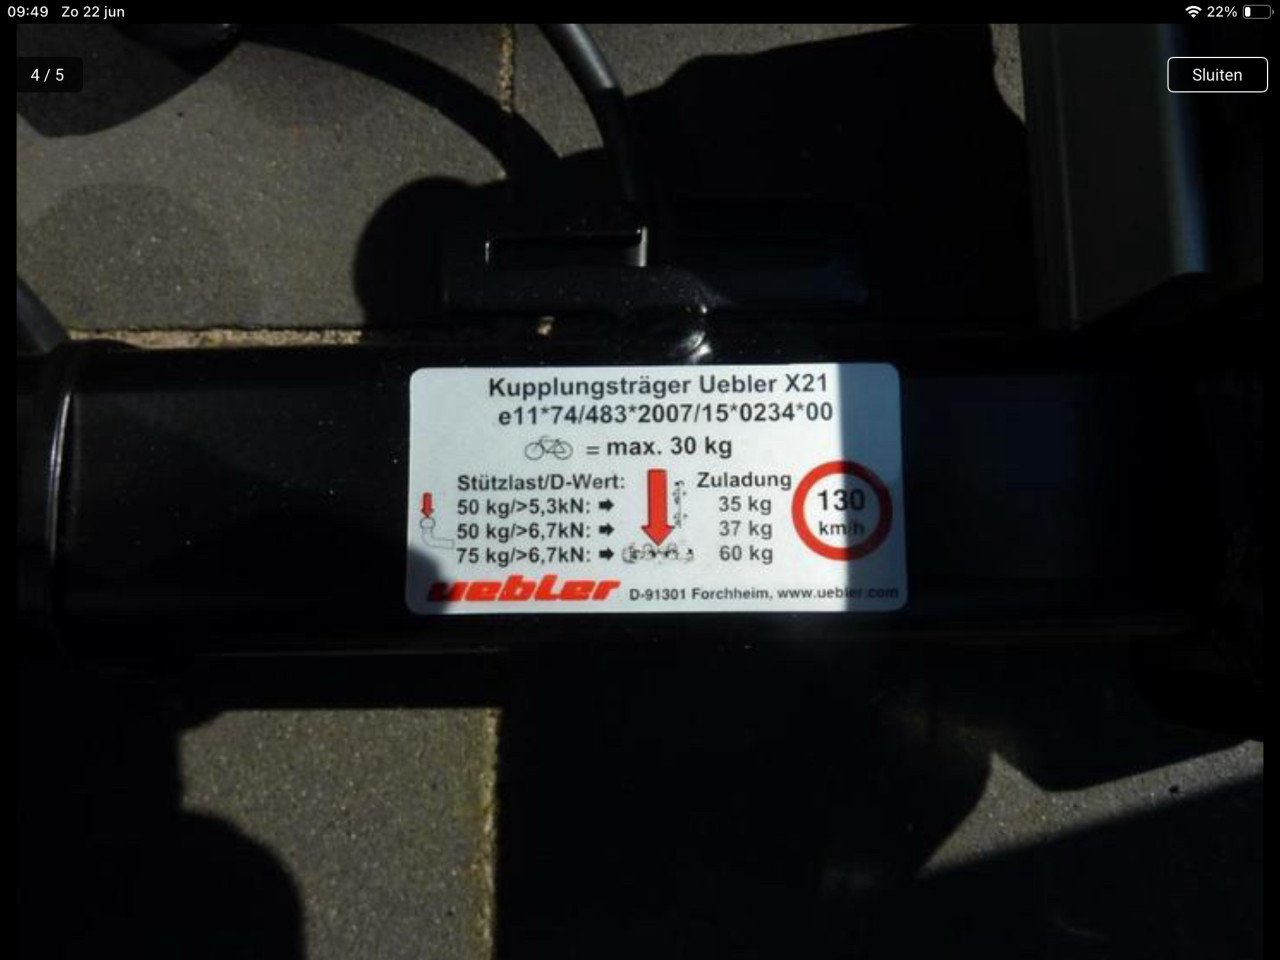 09:49 Zo 22 jun
22%
4 / 5
Sluiten
Kupplungsträger Uebler X21
e11*74/483*2007/15*0234*00
= max. 30 kg
Stützlast/D-Wert: Zuladung
50 kg/>5,3kN: 35 kg
50 kg/>6,7kN: 37 kg
75 kg/>6,7kN: 60 kg
130
km/h
uebler
D-91301 Forchheim, www.uebler.com